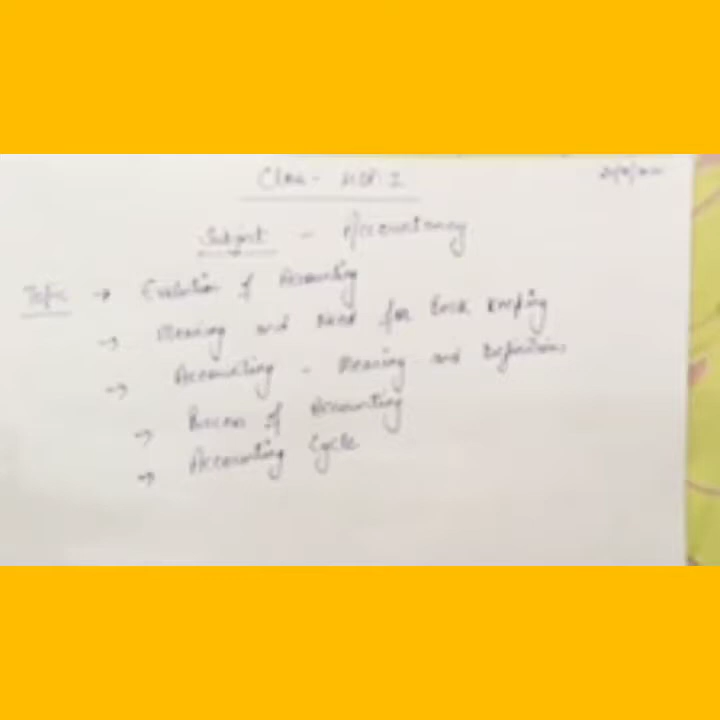 Class -
Subject - Accountancy
Topic → Evolution of Accounting
→ Meaning and Need for Book keeping
→ Accounting - Meaning and Definitions
→ Process of Accounting
→ Accounting Cycle